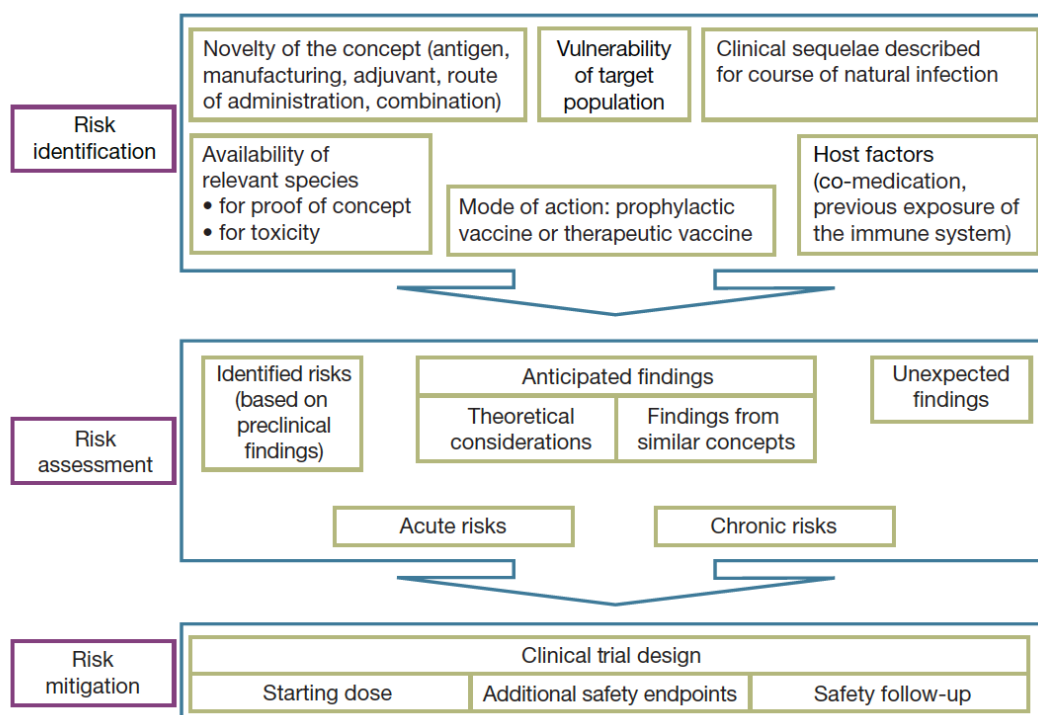 Risk
identification
Novelty of the concept (antigen,
manufacturing, adjuvant, route
of administration, combination)
Vulnerability
of target
population
Clinical sequelae described
for course of natural infection
Availability of
relevant species
• for proof of concept
• for toxicity
Mode of action: prophylactic
vaccine or therapeutic vaccine
Host factors
(co-medication,
previous exposure of
the immune system)
Risk
assessment
Identified risks
(based on
preclinical
findings)
Anticipated findings
Theoretical
considerations
Findings from
similar concepts
Unexpected
findings
Acute risks
Chronic risks
Risk
mitigation
Clinical trial design
Starting dose
Additional safety endpoints
Safety follow-up